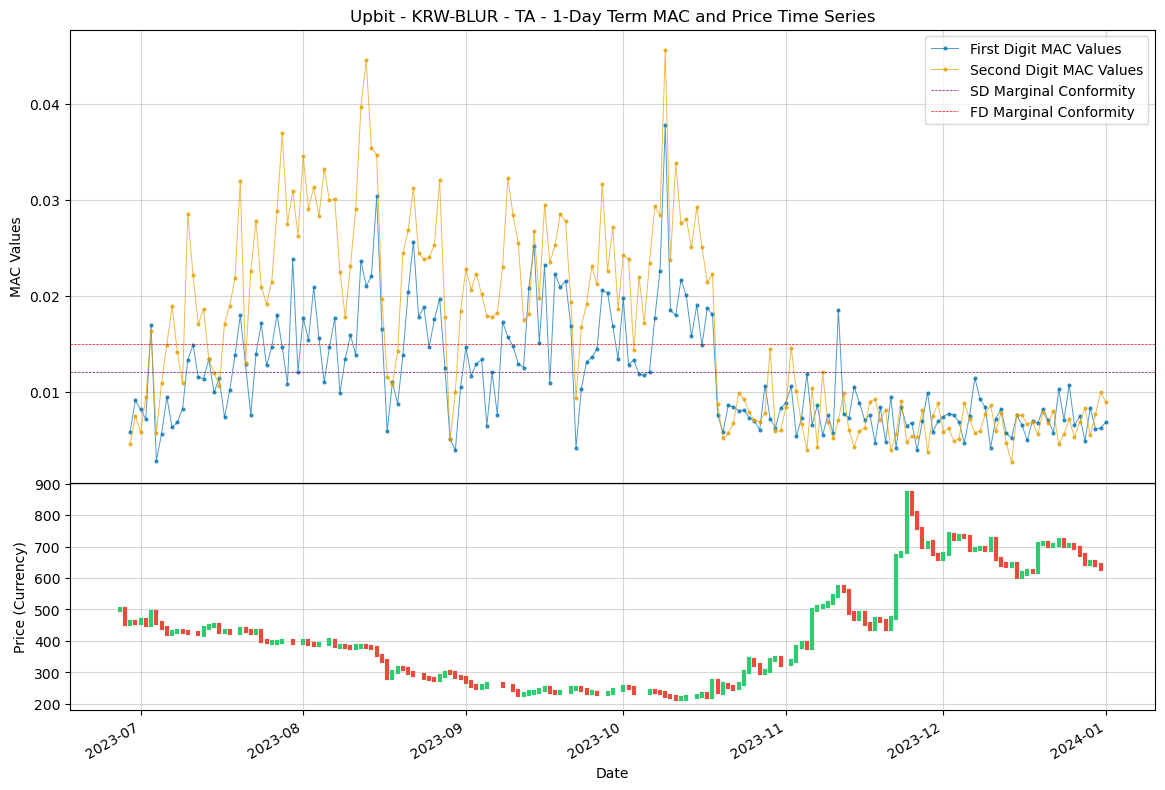 Upbit - KRW-BLUR - TA - 1-Day Term MAC and Price Time Series
First Digit MAC Values
Second Digit MAC Values
SD Marginal Conformity
FD Marginal Conformity
MAC Values
0.04
0.03
0.02
0.01
Price (Currency)
900
800
700
600
500
400
300
200
2023-07
2023-08
2023-09
2023-10
2023-11
2023-12
2024-01
Date